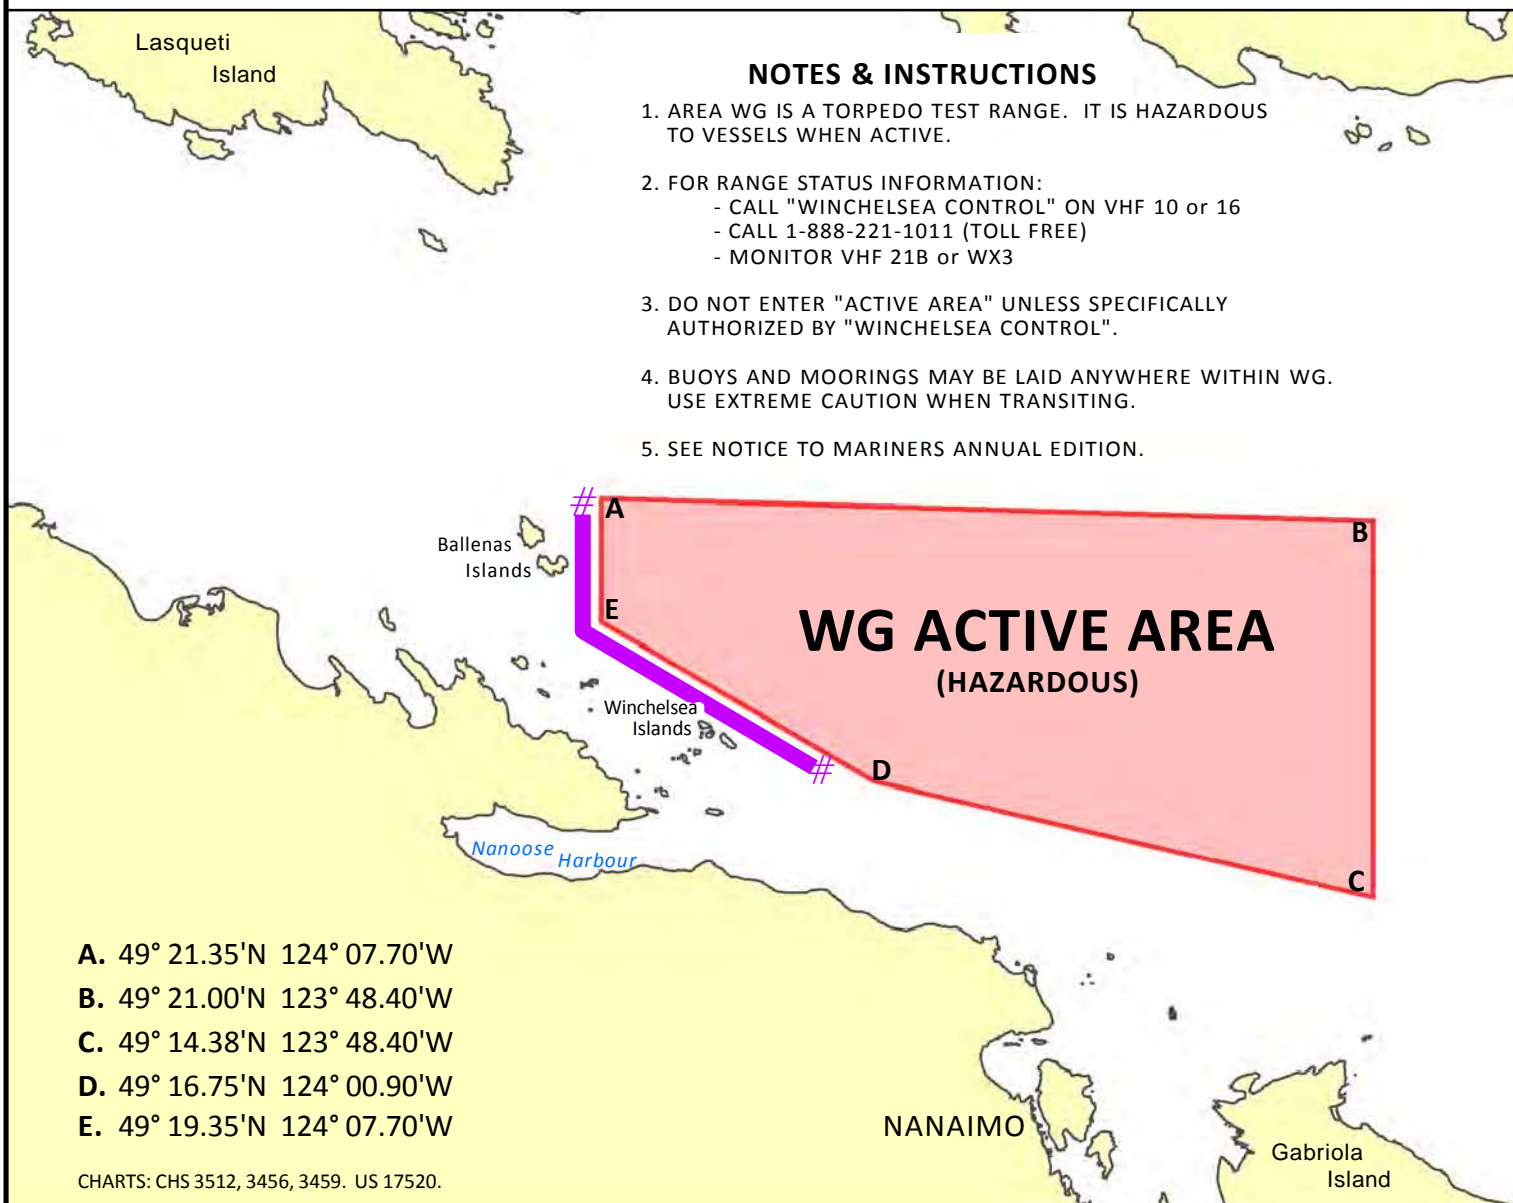 Lasqueti
Island
NOTES & INSTRUCTIONS
1. AREA WG IS A TORPEDO TEST RANGE. IT IS HAZARDOUS
TO VESSELS WHEN ACTIVE.
2. FOR RANGE STATUS INFORMATION:
- CALL "WINCHELSEA CONTROL" ON VHF 10 or 16
- CALL 1-888-221-1011 (TOLL FREE)
- MONITOR VHF 21B or WX3
3. DO NOT ENTER "ACTIVE AREA" UNLESS SPECIFICALLY
AUTHORIZED BY "WINCHELSEA CONTROL".
4. BUOYS AND MOORINGS MAY BE LAID ANYWHERE WITHIN WG.
USE EXTREME CAUTION WHEN TRANSITING.
5. SEE NOTICE TO MARINERS ANNUAL EDITION.
#
A
B
Ballenas
Islands
E
WG ACTIVE AREA
(HAZARDOUS)
Winchelsea
Islands
#
D
C
Nanoose Harbour
A. 49° 21.35'N 124° 07.70'W
B. 49° 21.00'N 123° 48.40'W
C. 49° 14.38'N 123° 48.40'W
D. 49° 16.75'N 124° 00.90'W
E. 49° 19.35'N 124° 07.70'W
NANAIMO
Gabriola
Island
CHARTS: CHS 3512, 3456, 3459. US 17520.